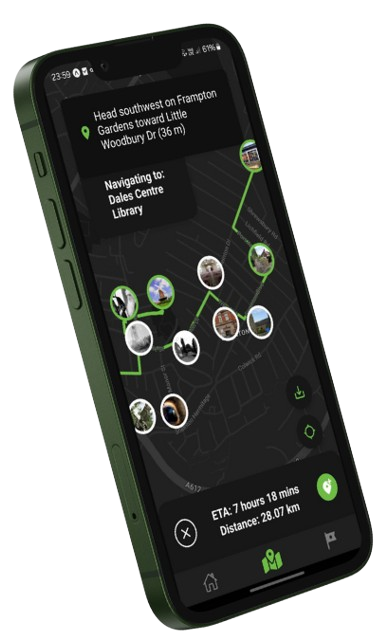 23:59
61%
Head southwest on Frampton
Gardens toward Little
Woodbury Dr (36 m)
Navigating to:
Dales Centre
Library
A612
ETA: 7 hours 18 mins
Distance: 28.07 km